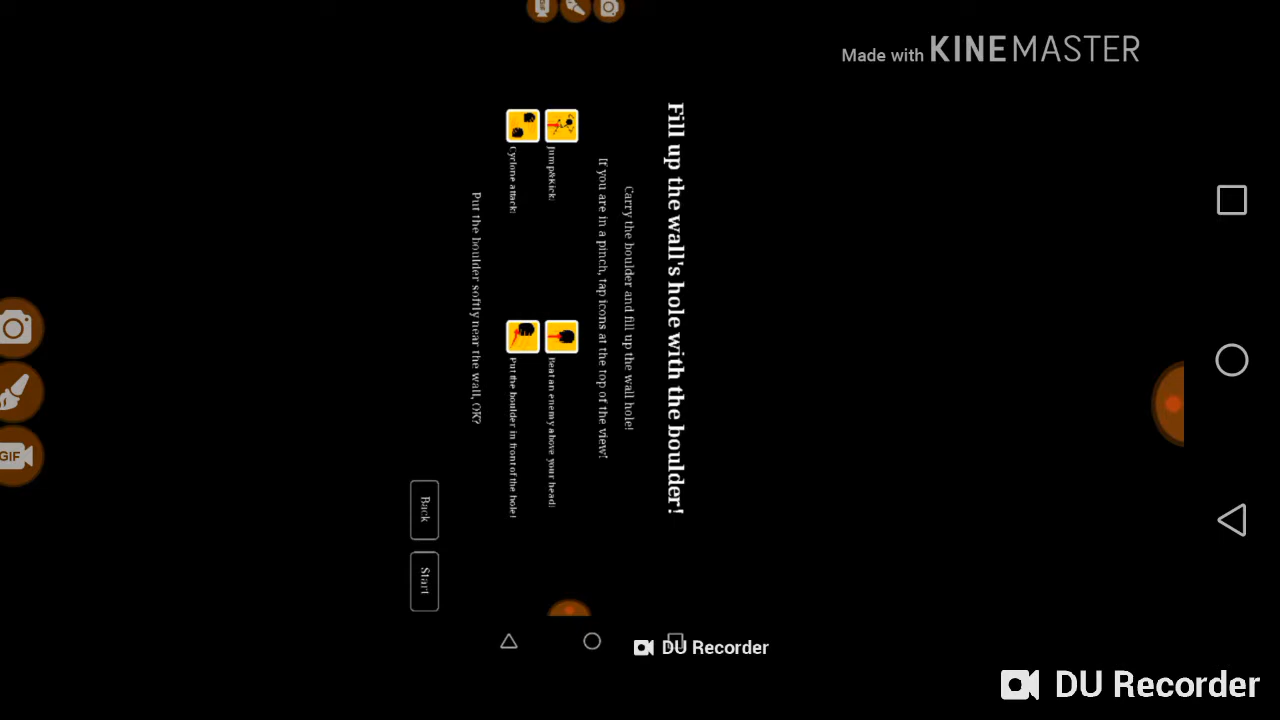 Made with KINEMASTER
Fill up the wall's hole with the boulder!
Carry the boulder and fill up the wall hole!
If you are in a pinch, tap icons at the top of the view!
Jump&Kick!
Beat an enemy above your head!
Cyclone attack!
Put the boulder in front of the hole!
Put the boulder softly near the wall, OK?
Back
Start
GIF
GIF
DU Recorder
DU Recorder